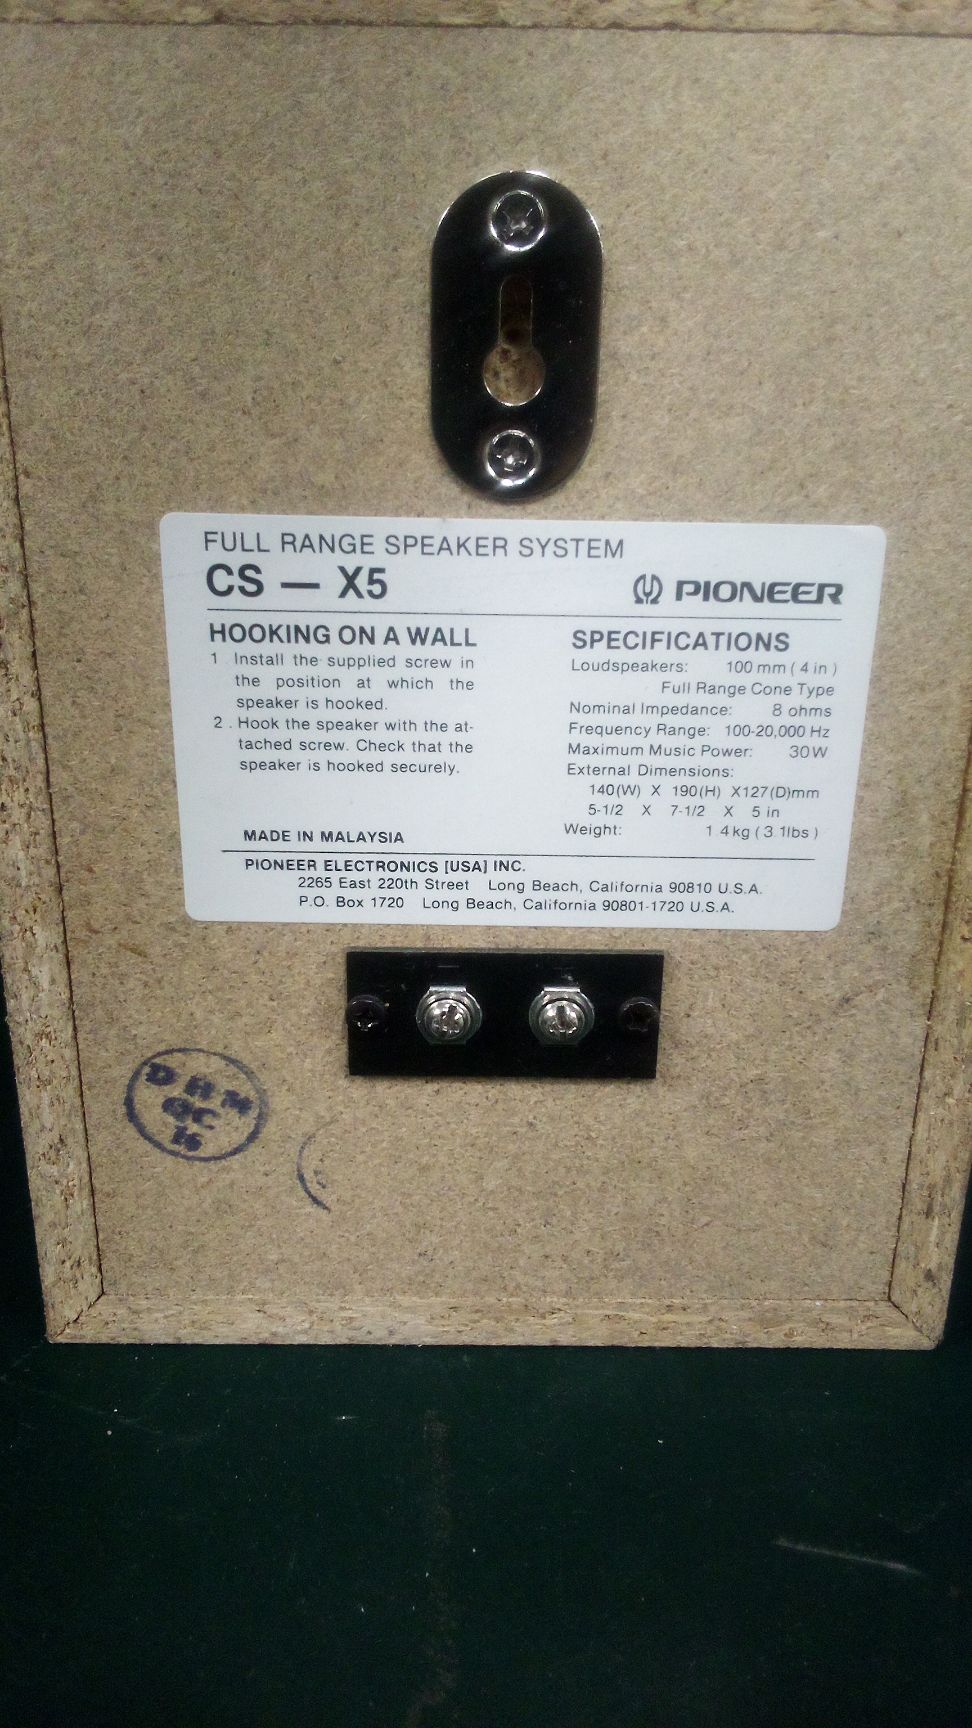 FULL RANGE SPEAKER SYSTEM
CS — X5
PIONEER
HOOKING ON A WALL
1 Install the supplied screw in
the position at which the
speaker is hooked.
2 . Hook the speaker with the at-
tached screw. Check that the
speaker is hooked securely.
MADE IN MALAYSIA
SPECIFICATIONS
Loudspeakers: 100 mm ( 4 in )
Full Range Cone Type
Nominal Impedance: 8 ohms
Frequency Range: 100-20,000 Hz
Maximum Music Power: 30W
External Dimensions:
140(W) X 190(H) X127(D)mm
5-1/2 X 7-1/2 X 5 in
Weight: 1.4kg ( 3.1lbs )
PIONEER ELECTRONICS [USA] INC.
2265 East 220th Street Long Beach, California 90810 U.S.A.
P.O. Box 1720 Long Beach, California 90801-1720 U.S.A.
QC
16